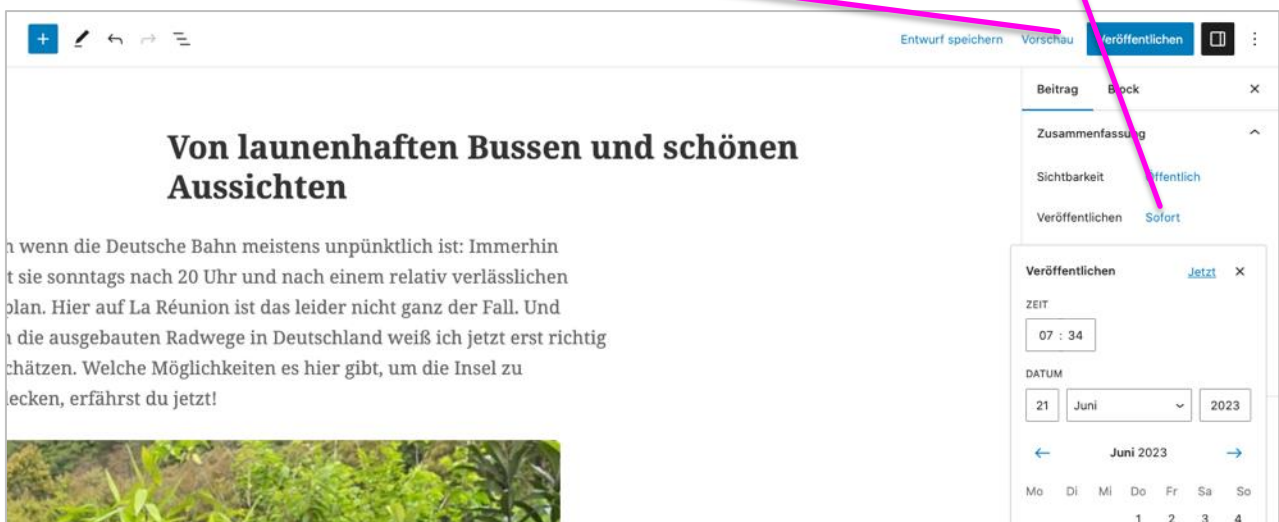 Entwurf speichern Vorschau Veröffentlichen
Beitrag Block
Zusammenfassung
Sichtbarkeit Öffentlich
Veröffentlichen Sofort
Von launenhaften Bussen und schönen
Aussichten
wenn die Deutsche Bahn meistens unpünktlich ist: Immerhin
t sie sonntags nach 20 Uhr und nach einem relativ verlässlichen
plan. Hier auf La Réunion ist das leider nicht ganz der Fall. Und
die ausgebauten Radwege in Deutschland weiß ich jetzt erst richtig
chätzen. Welche Möglichkeiten es hier gibt, um die Insel zu
lecken, erfährst du jetzt!
Veröffentlichen Jetzt
ZEIT
07 : 34
DATUM
21 Juni 2023
Juni 2023
Mo Di Mi Do Fr Sa So
1 2 3 4